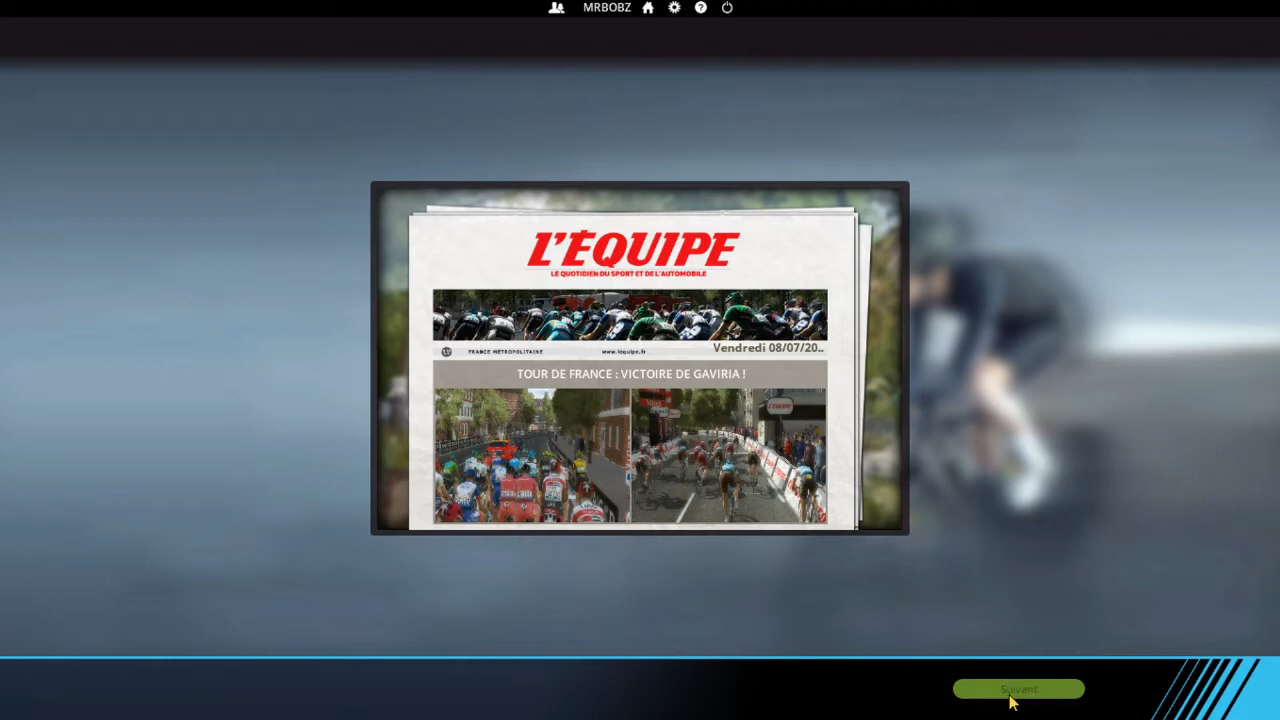 MRBOBZ
L'ÉQUIPE
LE QUOTIDIEN DU SPORT ET DE L'AUTOMOBILE
FRANCE MÉTROPOLITAINE www.lequipe.fr Vendredi 08/07/20..
TOUR DE FRANCE : VICTOIRE DE GAVIRIA !
L'ÉQUIPE
Suivant